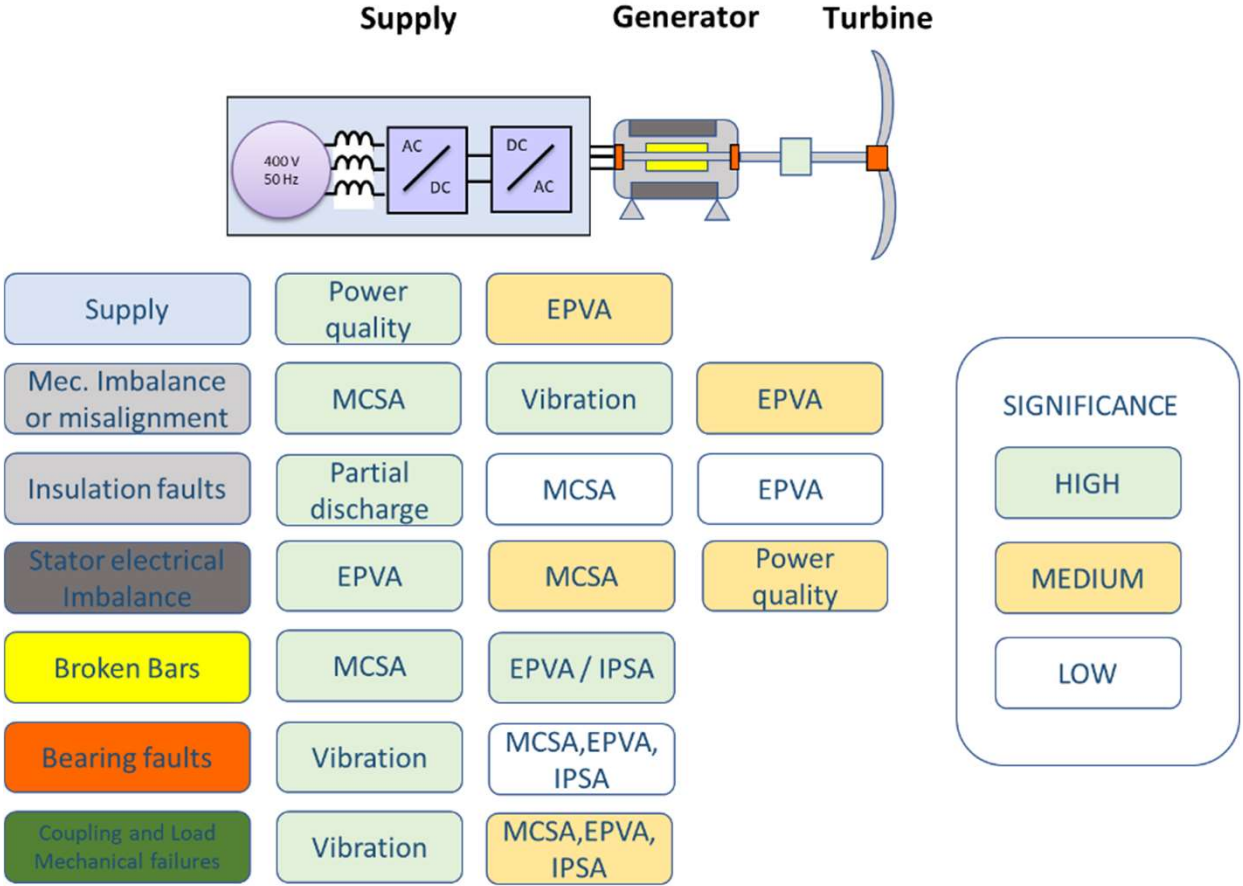 Supply Generator Turbine
400 V
50 Hz
AC
DC
DC
AC
Supply
Power
quality
EPVA
Mec. Imbalance
or misalignment
MCSA
Vibration
EPVA
Insulation faults
Partial
discharge
MCSA
EPVA
Stator electrical
Imbalance
EPVA
MCSA
Power
quality
Broken Bars
MCSA
EPVA / IPSA
Bearing faults
Vibration
MCSA,EPVA,
IPSA
Coupling and Load
Mechanical failures
Vibration
MCSA,EPVA,
IPSA
SIGNIFICANCE
HIGH
MEDIUM
LOW